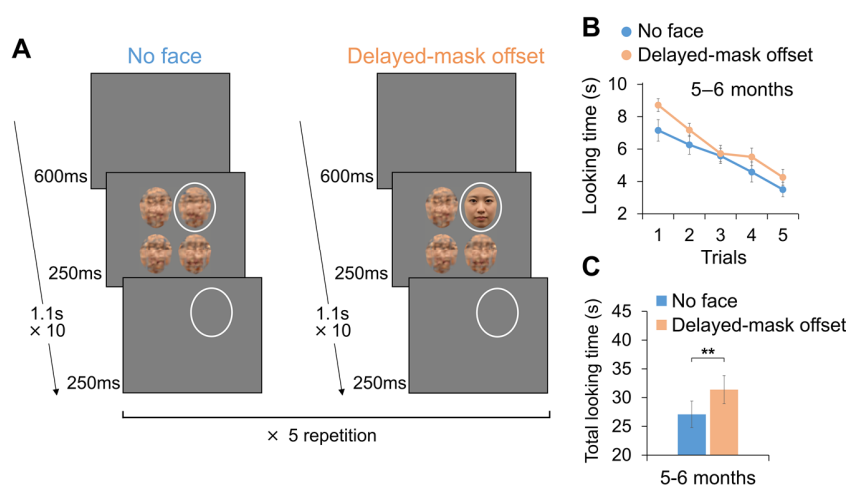 A
No face
Delayed-mask offset
600ms
250ms
1.1s
× 10
250ms
600ms
250ms
1.1s
× 10
250ms
× 5 repetition
B
No face
Delayed-mask offset
5–6 months
Looking time (s)
10
8
6
4
2
1 2 3 4 5
Trials
C
No face
Delayed-mask offset
Total looking time (s)
45
40
35
30
25
20
**
5-6 months